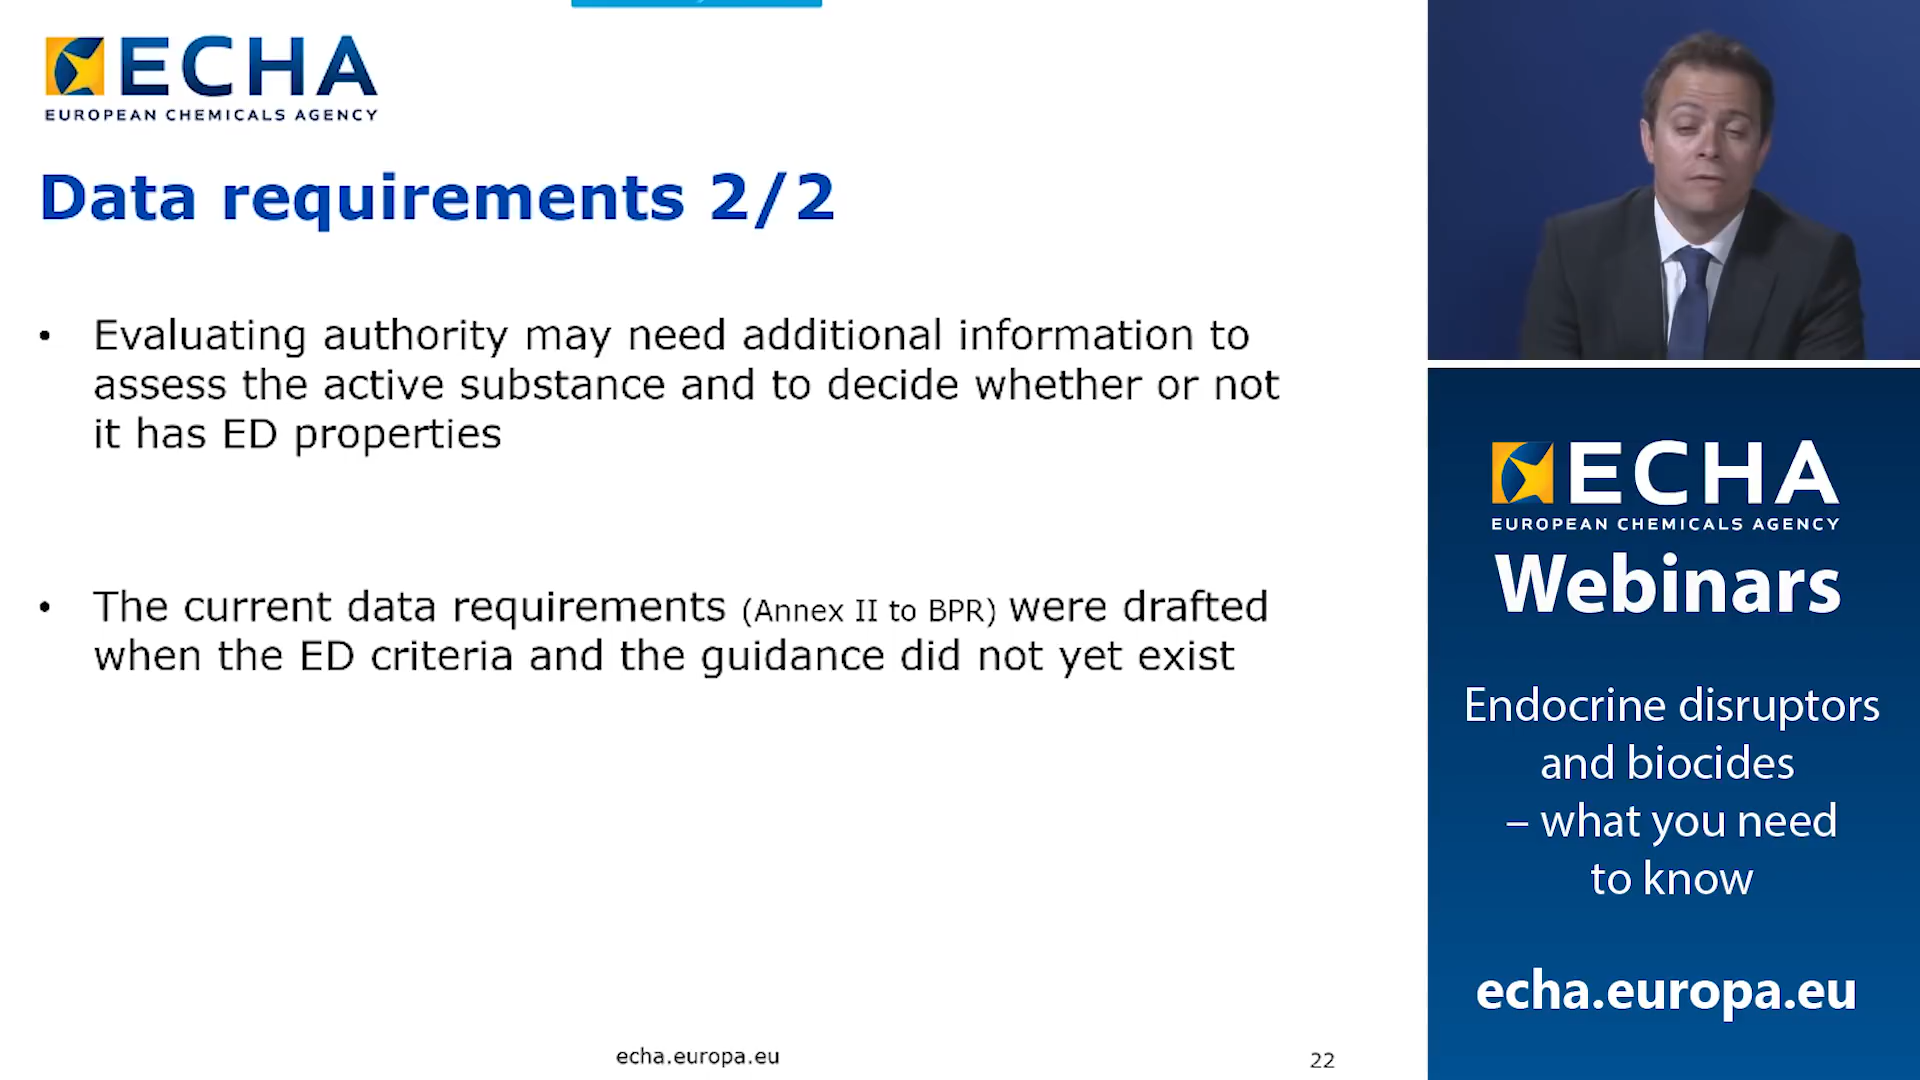 ECHA
EUROPEAN CHEMICALS AGENCY
Data requirements 2/2
• Evaluating authority may need additional information to
assess the active substance and to decide whether or not
it has ED properties
• The current data requirements (Annex II to BPR) were drafted
when the ED criteria and the guidance did not yet exist
echa.europa.eu
22
ECHA
EUROPEAN CHEMICALS AGENCY
Webinars
Endocrine disruptors
and biocides
– what you need
to know
echa.europa.eu